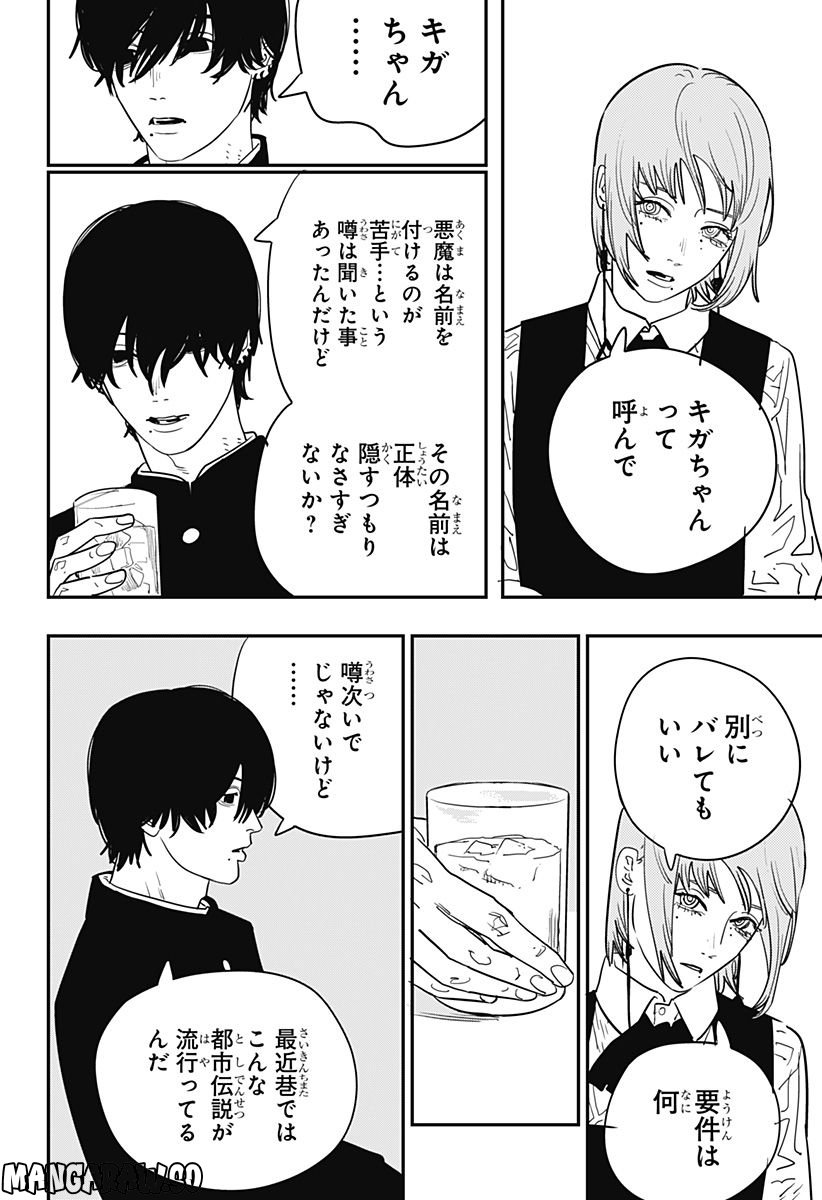 キガちゃん
って
呼んで
キガ
ちゃん
……
悪魔は名前を
付けるのが
苦手…という
噂は聞いた事
あったんだけど
その名前は
正体
隠すつもり
なさすぎ
ないか?
別に
バレても
いい
要件は
何
噂次いで
じゃないけど
……
最近巷では
こんな
都市伝説が
流行ってる
んだ
MANGARAW.SO